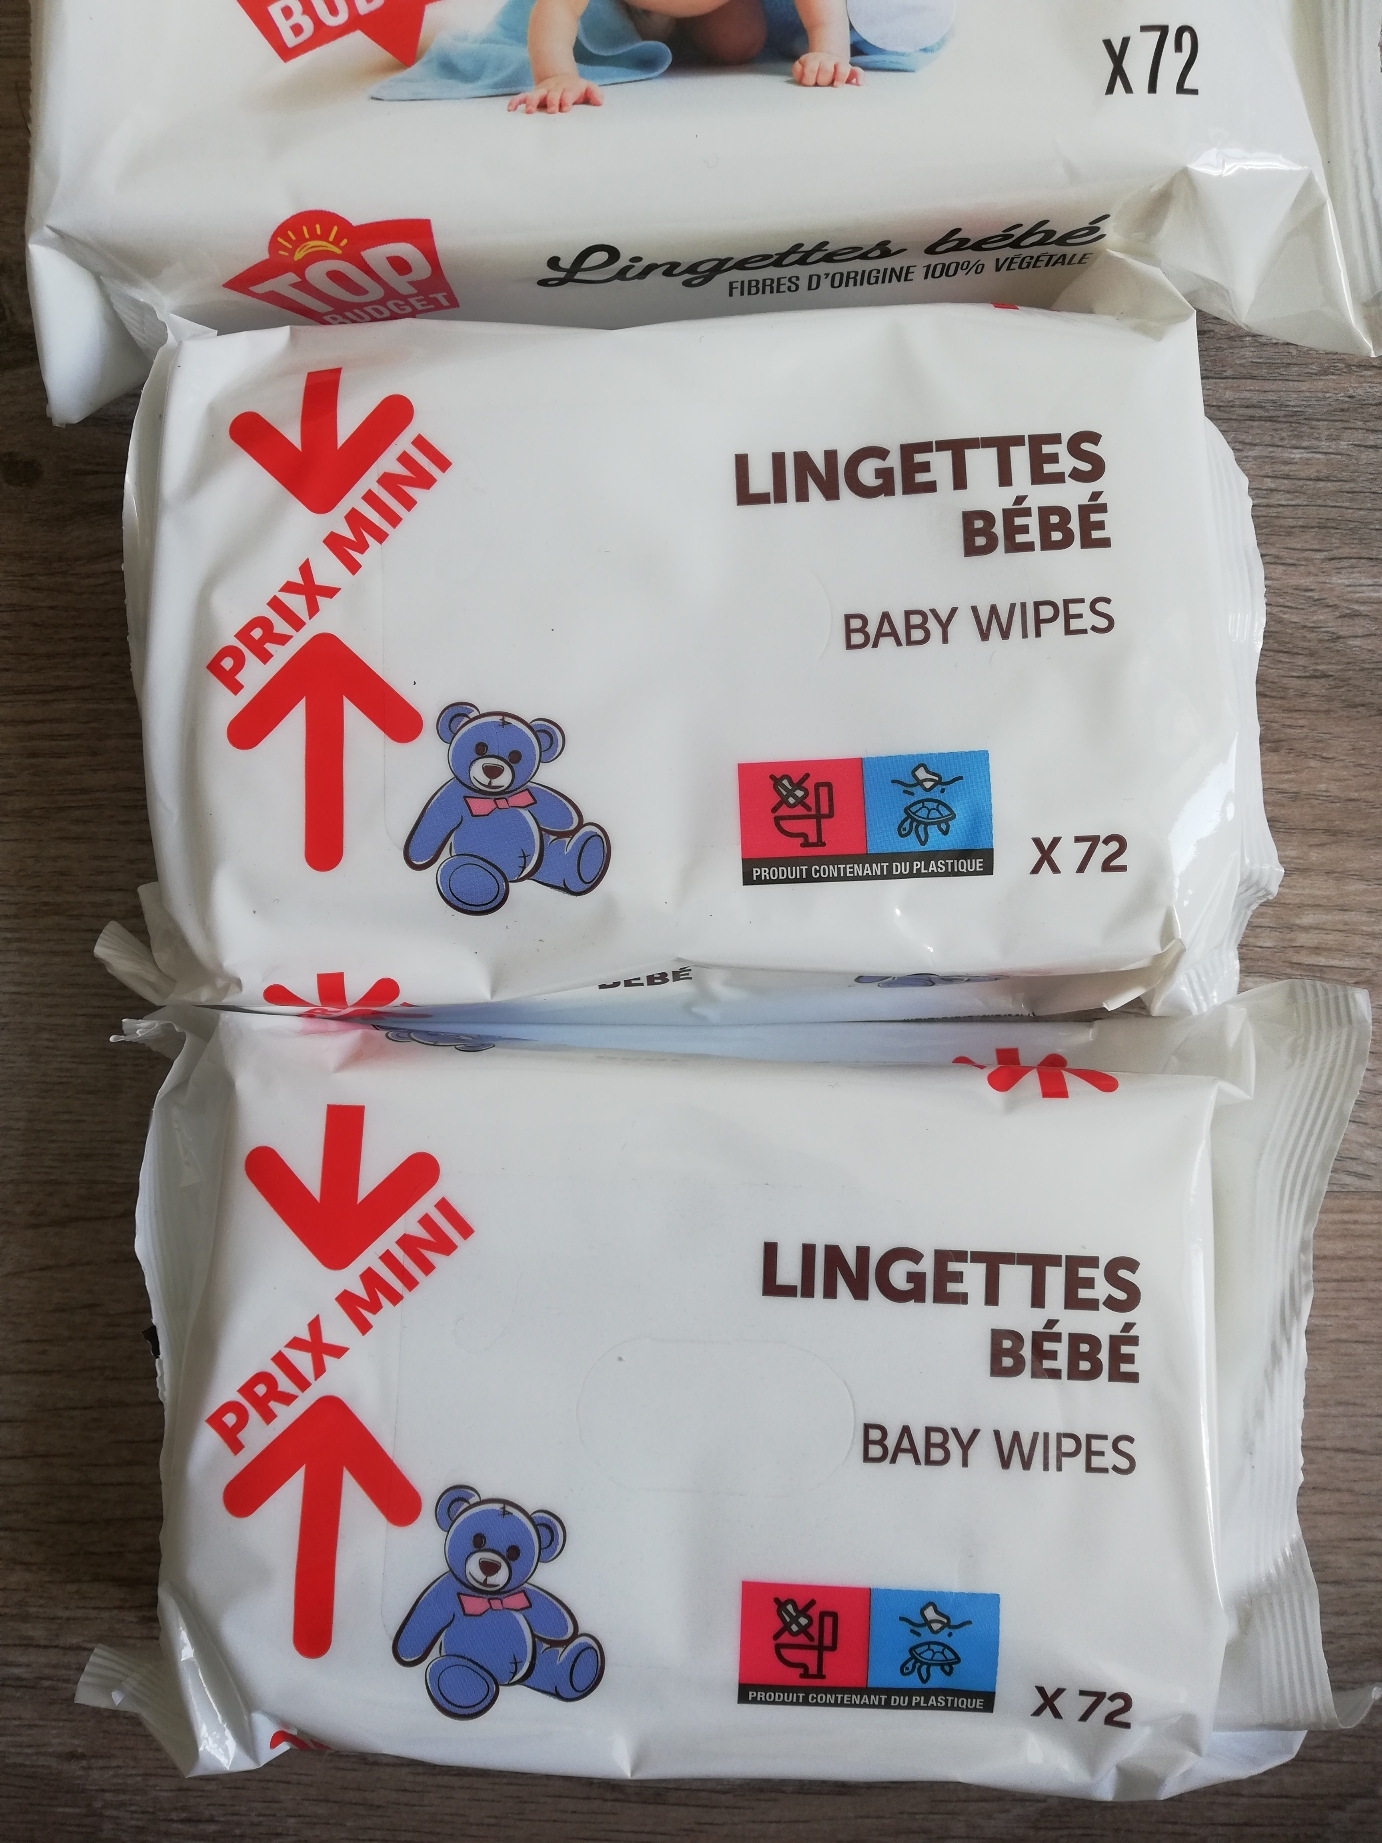 BUD
X72
TOP
BUDGET
Lingettes bébé
FIBRES D'ORIGINE 100% VÉGÉTALE
PRIX MINI
LINGETTES
BÉBÉ
BABY WIPES
PRODUIT CONTENANT DU PLASTIQUE
X 72
BÉBÉ
PRIX MINI
LINGETTES
BÉBÉ
BABY WIPES
PRODUIT CONTENANT DU PLASTIQUE
X 72